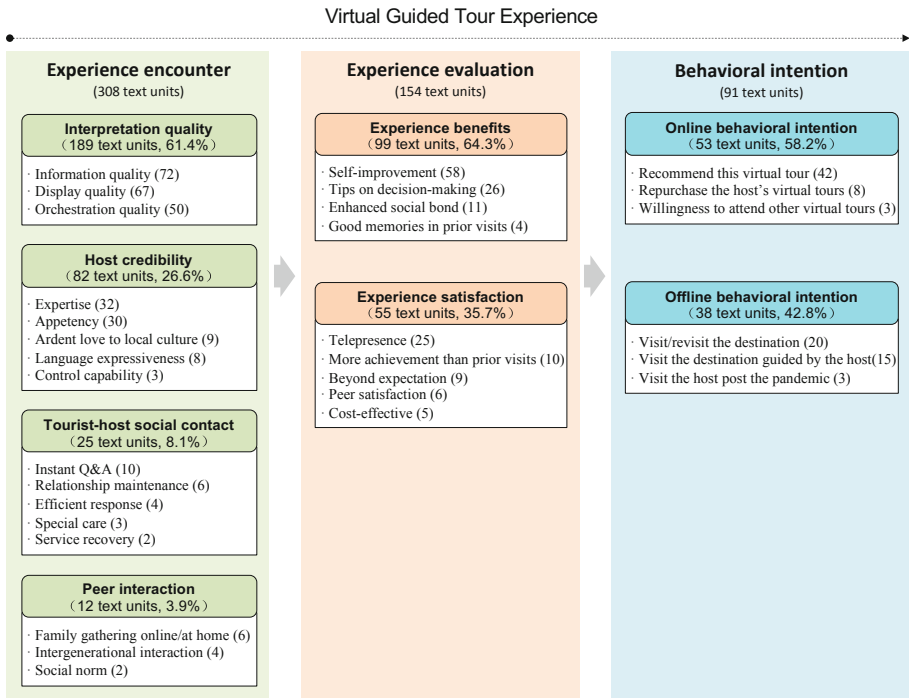 Virtual Guided Tour Experience
Experience encounter
(308 text units)
Interpretation quality
（189 text units, 61.4%）
· Information quality (72)
· Display quality (67)
· Orchestration quality (50)
Host credibility
（82 text units, 26.6%）
· Expertise (32)
· Appetency (30)
· Ardent love to local culture (9)
· Language expressiveness (8)
· Control capability (3)
Tourist-host social contact
（25 text units, 8.1%）
· Instant Q&A (10)
· Relationship maintenance (6)
· Efficient response (4)
· Special care (3)
· Service recovery (2)
Peer interaction
（12 text units, 3.9%）
· Family gathering online/at home (6)
· Intergenerational interaction (4)
· Social norm (2)
Experience evaluation
(154 text units)
Experience benefits
（99 text units, 64.3%）
· Self-improvement (58)
· Tips on decision-making (26)
· Enhanced social bond (11)
· Good memories in prior visits (4)
Experience satisfaction
（55 text units, 35.7%）
· Telepresence (25)
· More achievement than prior visits (10)
· Beyond expectation (9)
· Peer satisfaction (6)
· Cost-effective (5)
Behavioral intention
(91 text units)
Online behavioral intention
（53 text units, 58.2%）
· Recommend this virtual tour (42)
· Repurchase the host's virtual tours (8)
· Willingness to attend other virtual tours (3)
Offline behavioral intention
（38 text units, 42.8%）
· Visit/revisit the destination (20)
· Visit the destination guided by the host(15)
· Visit the host post the pandemic (3)